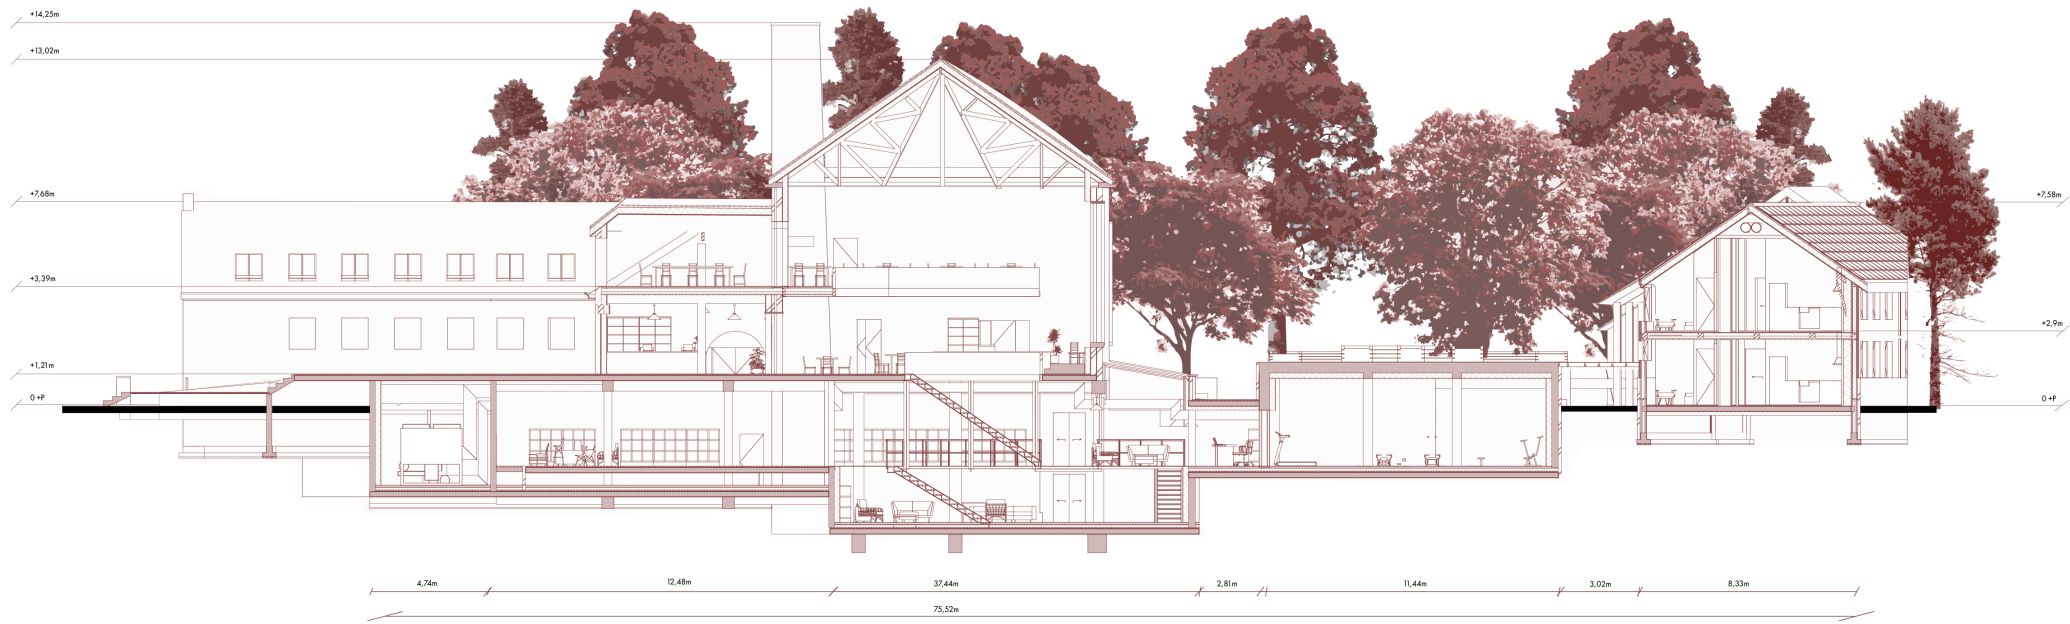 +14,25m
+13,02m
+7,68m
+7,58m
+3,39m
+2,9m
+1,21m
0 +P
0 +P
4,74m
12,48m
37,44m
2,81m
11,44m
3,02m
8,33m
75,52m